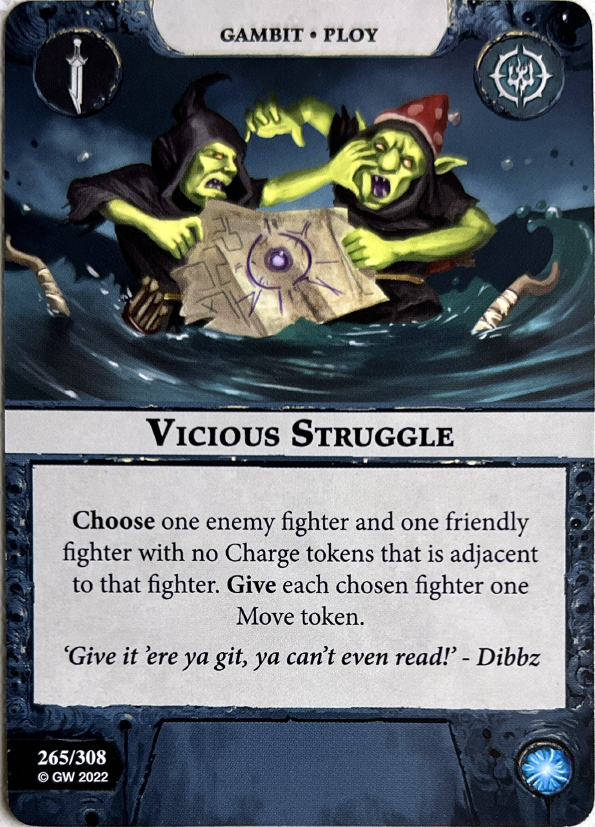 GAMBIT • PLOY
VICIOUS STRUGGLE
Choose one enemy fighter and one friendly
fighter with no Charge tokens that is adjacent
to that fighter. Give each chosen fighter one
Move token.
‘Give it ’ere ya git, ya can’t even read!’ - Dibbz
265/308
© GW 2022